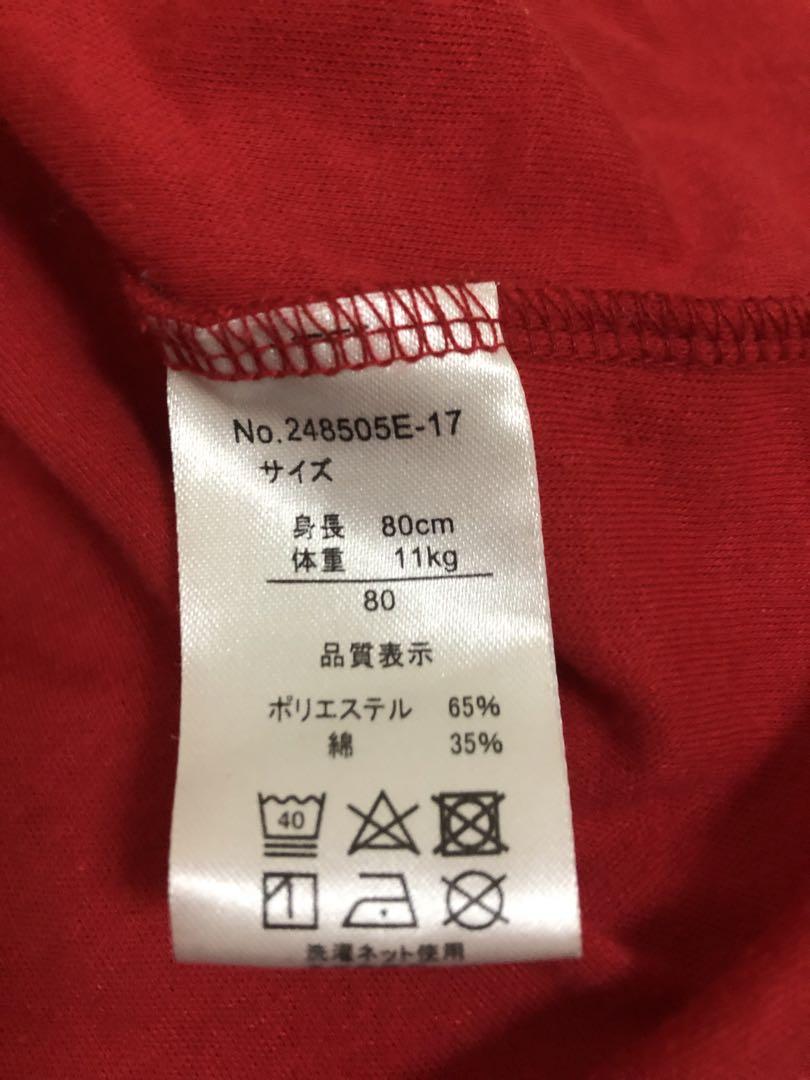 No.248505E-17
サイズ
身長 80cm
体重 11kg
80
品質表示
ポリエステル 65%
綿 35%
40
洗濯ネット使用